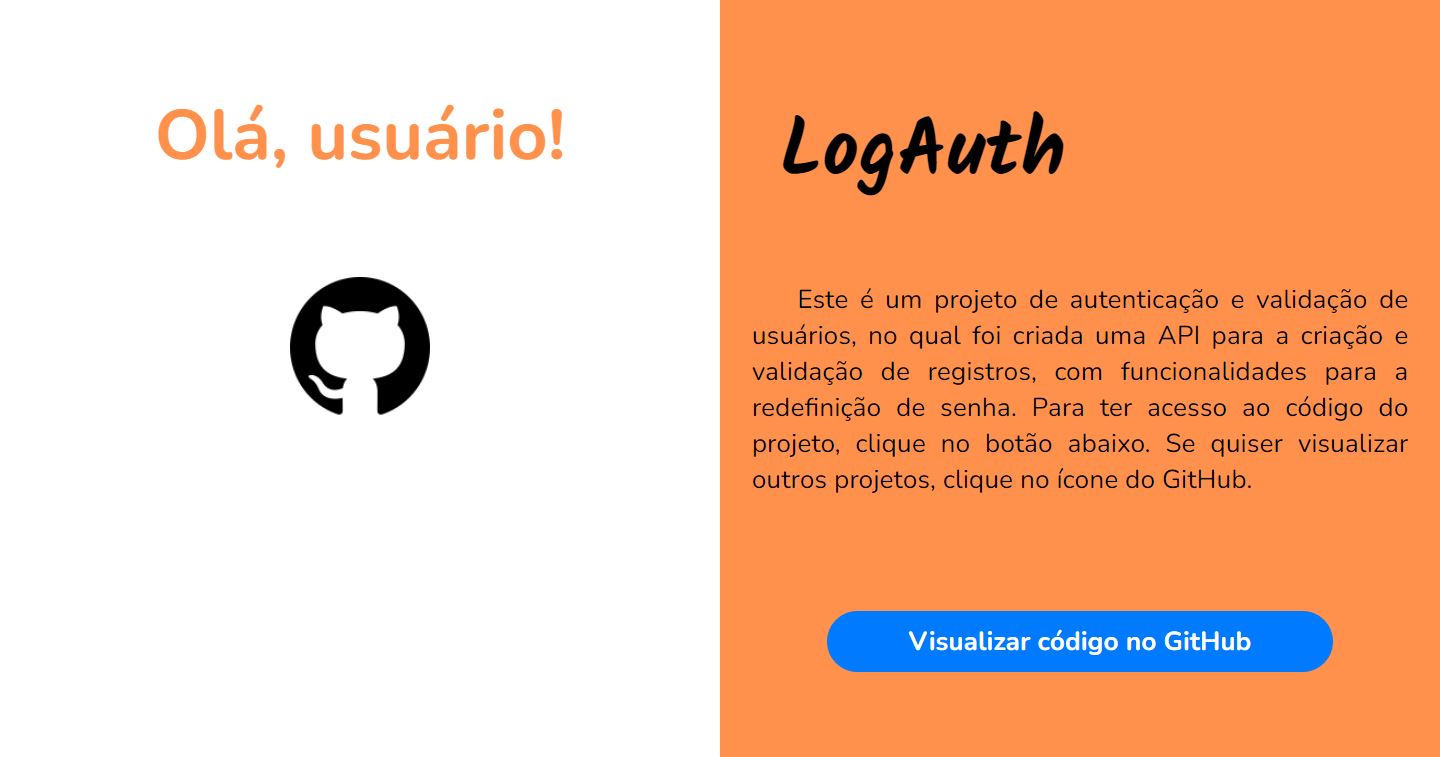 Olá, usuário!
LogAuth
Este é um projeto de autenticação e validação de
usuários, no qual foi criada uma API para a criação e
validação de registros, com funcionalidades para a
redefinição de senha. Para ter acesso ao código do
projeto, clique no botão abaixo. Se quiser visualizar
outros projetos, clique no ícone do GitHub.
Visualizar código no GitHub